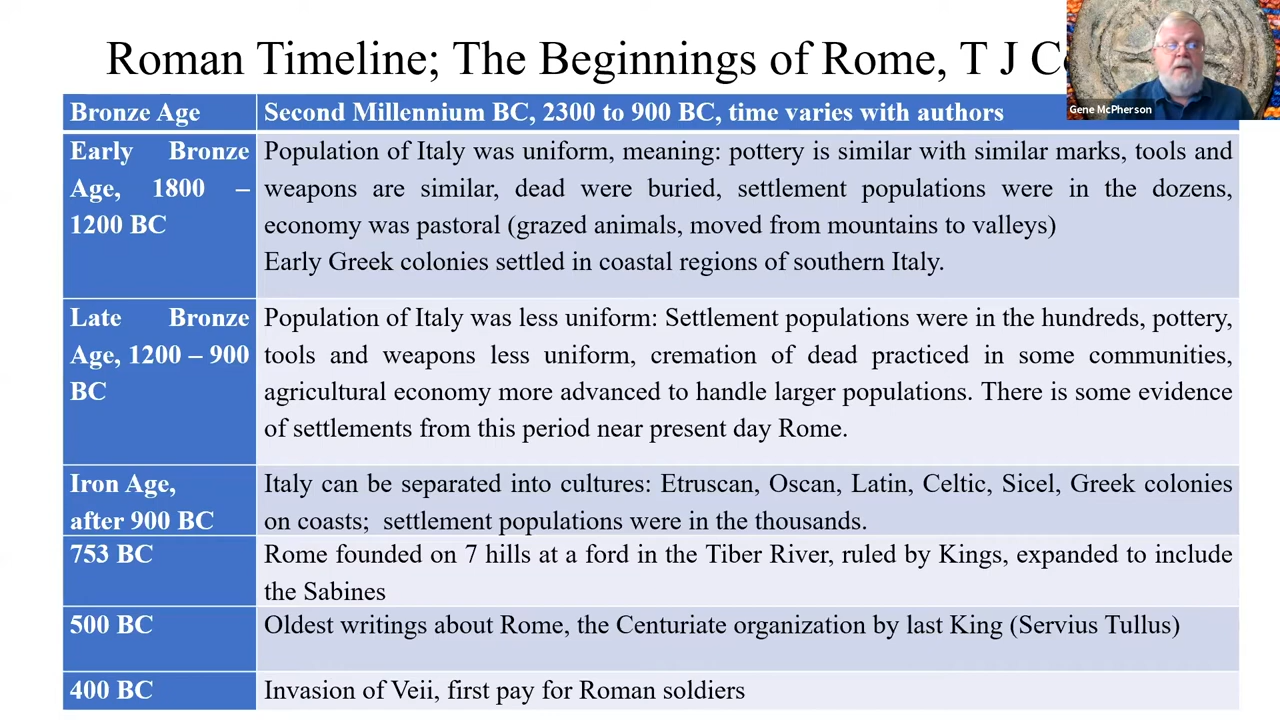 Roman Timeline; The Beginnings of Rome, T J
Gene McPherson
Bronze Age
Second Millennium BC, 2300 to 900 BC, time varies with authors
Early Bronze
Age, 1800 –
1200 BC
Population of Italy was uniform, meaning: pottery is similar with similar marks, tools and
weapons are similar, dead were buried, settlement populations were in the dozens,
economy was pastoral (grazed animals, moved from mountains to valleys)
Early Greek colonies settled in coastal regions of southern Italy.
Late Bronze
Age, 1200 – 900
BC
Population of Italy was less uniform: Settlement populations were in the hundreds, pottery,
tools and weapons less uniform, cremation of dead practiced in some communities,
agricultural economy more advanced to handle larger populations. There is some evidence
of settlements from this period near present day Rome.
Iron Age,
after 900 BC
Italy can be separated into cultures: Etruscan, Oscan, Latin, Celtic, Sicel, Greek colonies
on coasts; settlement populations were in the thousands.
753 BC
Rome founded on 7 hills at a ford in the Tiber River, ruled by Kings, expanded to include
the Sabines
500 BC
Oldest writings about Rome, the Centuriate organization by last King (Servius Tullus)
400 BC
Invasion of Veii, first pay for Roman soldiers